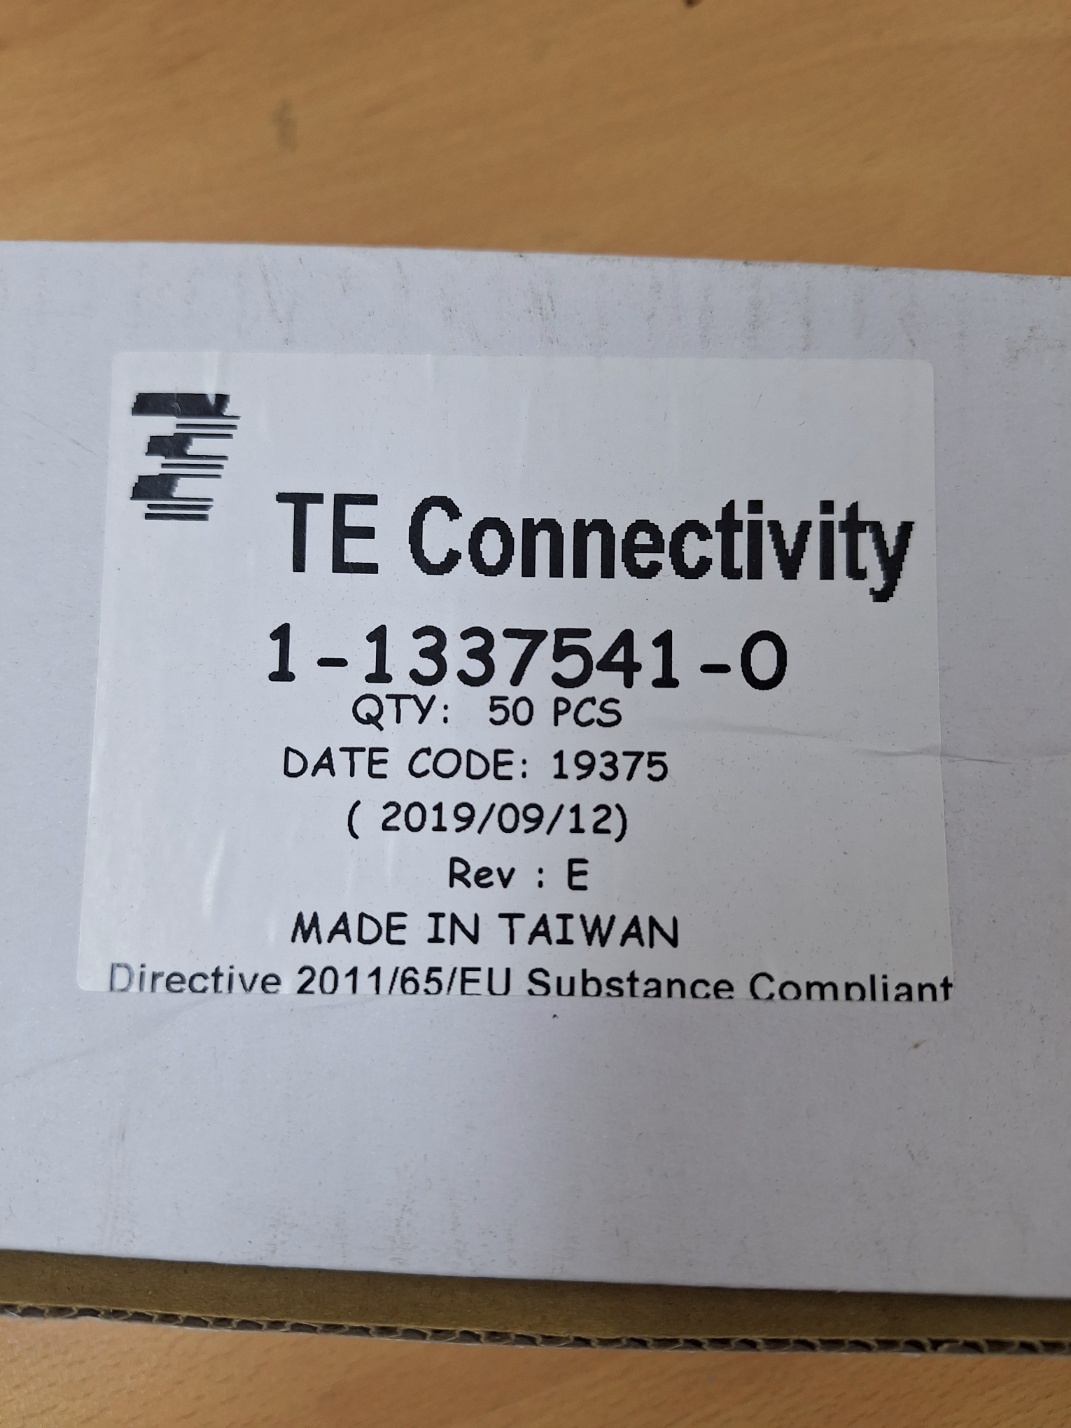 TE Connectivity
1-1337541-0
QTY: 50 PCS
DATE CODE: 19375
( 2019/09/12)
Rev : E
MADE IN TAIWAN
Directive 2011/65/EU Substance Compliant